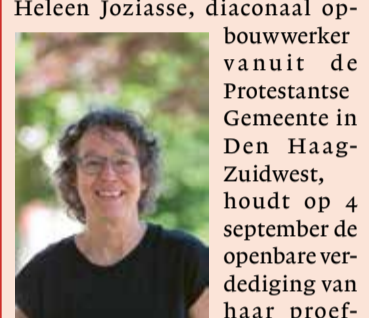 Heleen Joziasse, diaconaal op-
bouwwerker
vanuit de
Protestantse
Gemeente in
Den Haag-
Zuidwest,
houdt op 4
september de
openbare ver-
dediging van
haar proef-